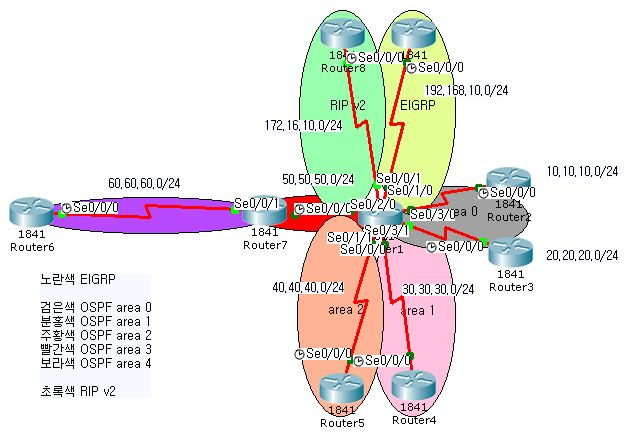 1841
Router8
Se0/0/0
1841
Se0/0/0
RIP v2
EIGRP
192,168,10,0/24
172,16,10,0/24
60,60,60,0/24
50,50,50,0/24
Se0/0/1
Se0/1/0
10,10,10,0/24
Se0/0/0
1841
Router2
Se0/0/0
1841
Router6
Se0/0/1
1841
Router7
Se0/0/0
Se0/2/0
Se0/3/0
area 0
Se0/3/1
Se0/1/1
Se0/0/0
Se0/0/0
1841
Router3
20,20,20,0/24
노란색 EIGRP
검은색 OSPF area 0
분홍색 OSPF area 1
주황색 OSPF area 2
빨간색 OSPF area 3
보라색 OSPF area 4
초록색 RIP v2
40,40,40,0/24
30,30,30,0/24
area 2
area 1
Se0/0/0
Se0/0/0
1841
Router5
1841
Router4